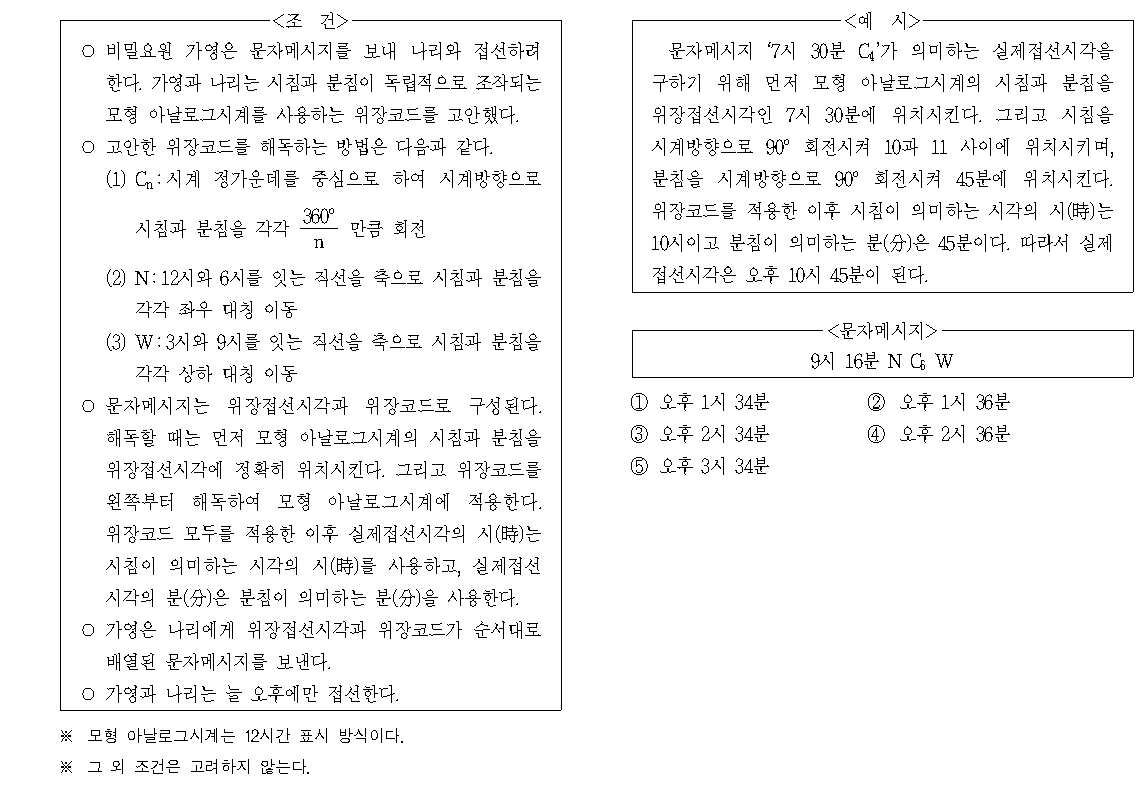 <조 건>
○ 비밀요원 가영은 문자메시지를 보내 나리와 접선하려
한다. 가영과 나리는 시침과 분침이 독립적으로 조작되는
모형 아날로그시계를 사용하는 위장코드를 고안했다.
○ 고안한 위장코드를 해독하는 방법은 다음과 같다.
(1) Cn : 시계 정가운데를 중심으로 하여 시계방향으로
시침과 분침을 각각 360°/n 만큼 회전
(2) N : 12시와 6시를 잇는 직선을 축으로 시침과 분침을
각각 좌우 대칭 이동
(3) W : 3시와 9시를 잇는 직선을 축으로 시침과 분침을
각각 상하 대칭 이동
○ 문자메시지는 위장접선시각과 위장코드로 구성된다.
해독할 때는 먼저 모형 아날로그시계의 시침과 분침을
위장접선시각에 정확히 위치시킨다. 그리고 위장코드를
왼쪽부터 해독하여 모형 아날로그시계에 적용한다.
위장코드 모두를 적용한 이후 실제접선시각의 시(時)는
시침이 의미하는 시각의 시(時)를 사용하고, 실제접선
시각의 분(分)은 분침이 의미하는 분(分)을 사용한다.
○ 가영은 나리에게 위장접선시각과 위장코드가 순서대로
배열된 문자메시지를 보낸다.
○ 가영과 나리는 늘 오후에만 접선한다.
※ 모형 아날로그시계는 12시간 표시 방식이다.
※ 그 외 조건은 고려하지 않는다.
<예 시>
문자메시지 ‘7시 30분 C4’가 의미하는 실제접선시각을
구하기 위해 먼저 모형 아날로그시계의 시침과 분침을
위장접선시각인 7시 30분에 위치시킨다. 그리고 시침을
시계방향으로 90° 회전시켜 10과 11 사이에 위치시키며,
분침을 시계방향으로 90° 회전시켜 45분에 위치시킨다.
위장코드를 적용한 이후 시침이 의미하는 시각의 시(時)는
10시이고 분침이 의미하는 분(分)은 45분이다. 따라서 실제
접선시각은 오후 10시 45분이 된다.
<문자메시지>
9시 16분 N C6 W
① 오후 1시 34분 ② 오후 1시 36분
③ 오후 2시 34분 ④ 오후 2시 36분
⑤ 오후 3시 34분